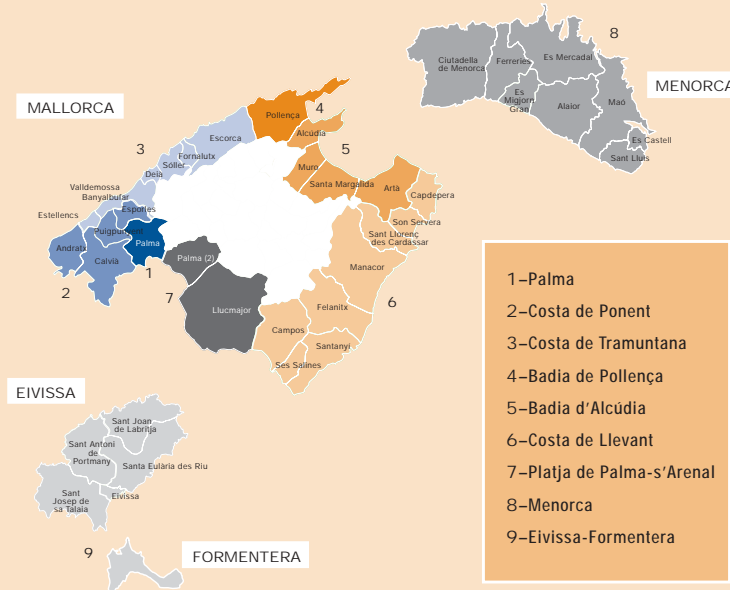 8
Ciutadella
de Menorca
Ferreries
Es Mercadal
Es
Migjorn
Gran
Alaior
Maó
Es Castell
Sant Lluís
MENORCA
MALLORCA
4
Pollença
Alcúdia
5
3
Escorca
Fornalutx
Sóller
Deià
Muro
Santa Margalida
Artà
Capdepera
Valldemossa
Banyalbufar
Esporles
Estellencs
Puigpunyent
Son Servera
Sant Llorenç
des Cardassar
Andratx
Calvià
Palma
Palma (2)
1
2
7
Manacor
6
Llucmajor
Felanitx
Campos
Santanyí
Ses Salines
1–Palma
2–Costa de Ponent
3–Costa de Tramuntana
4–Badia de Pollença
5–Badia d'Alcúdia
6–Costa de Llevant
7–Platja de Palma-s'Arenal
8–Menorca
9–Eivissa-Formentera
EIVISSA
Sant Joan
de Labritja
Sant Antoni
de
Portmany
Santa Eulària des Riu
Sant
Josep de
sa Talaia
Eivissa
9
FORMENTERA